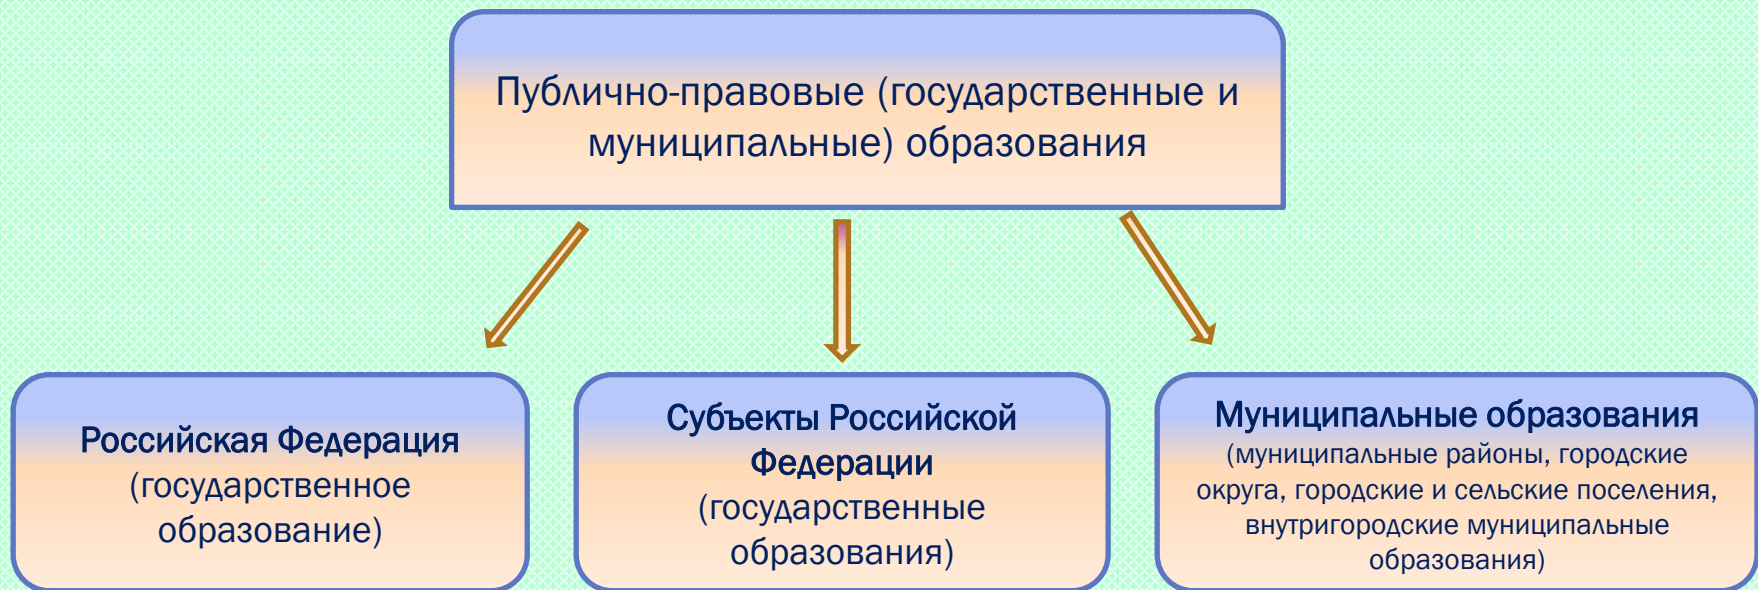 Публично-правовые (государственные и
муниципальные) образования
Российская Федерация
(государственное
образование)
Субъекты Российской
Федерации
(государственные
образования)
Муниципальные образования
(муниципальные районы, городские
округа, городские и сельские поселения,
внутригородские муниципальные
образования)